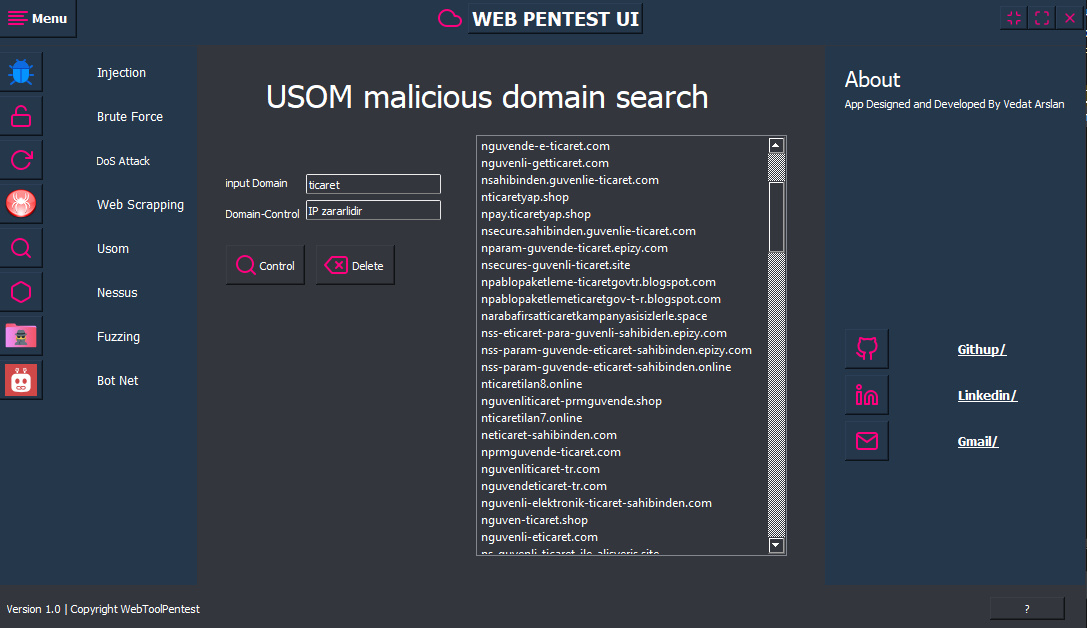 Menu
WEB PENTEST UI
Injection
Brute Force
DoS Attack
Web Scrapping
Usom
Nessus
Fuzzing
Bot Net
USOM malicious domain search
input Domain
ticaret
Domain-Control
IP zararlidir
Control
Delete
nguvende-e-ticaret.com
nguvenli-getticaret.com
nsahibinden.guvenlie-ticaret.com
nticaretyap.shop
npay.ticaretyap.shop
nsecure.sahibinden.guvenlie-ticaret.com
nparam-guvende-ticaret.epizy.com
nsecures-guvenli-ticaret.site
npablopaketleme-ticaretgovtr.blogspot.com
npablopaketlemeticaretgov-t-r.blogspot.com
narabafirsatticaretkampanyasisizlerle.space
nss-eticaret-para-guvenli-sahibiden.epizy.com
nss-param-guvende-eticaret-sahibinden.epizy.com
nss-param-guvende-eticaret-sahibinden.online
nticaretilan8.online
nguvenliticaret-prmguvende.shop
nticaretilan7.online
neticaret-sahibinden.com
nprmguvende-ticaret.com
nguvenliticaret-tr.com
nguvendeticaret-tr.com
nguvenli-elektronik-ticaret-sahibinden.com
nguven-ticaret.shop
nguvenli-eticaret.com
ns-guvenli-ticaret-ile-alisveris.site
About
App Designed and Developed By Vedat Arslan
Githup/
Linkedin/
Gmail/
Version 1.0 | Copyright WebToolPentest
?